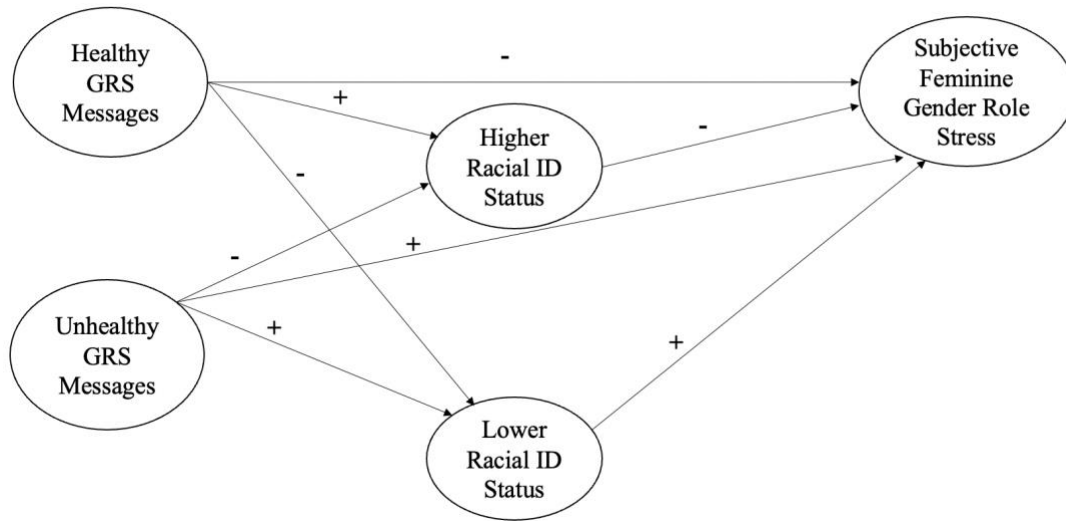 Healthy
GRS
Messages
-
+
-
Higher
Racial ID
Status
-
Subjective
Feminine
Gender Role
Stress
Unhealthy
GRS
Messages
-
+
+
Lower
Racial ID
Status
+